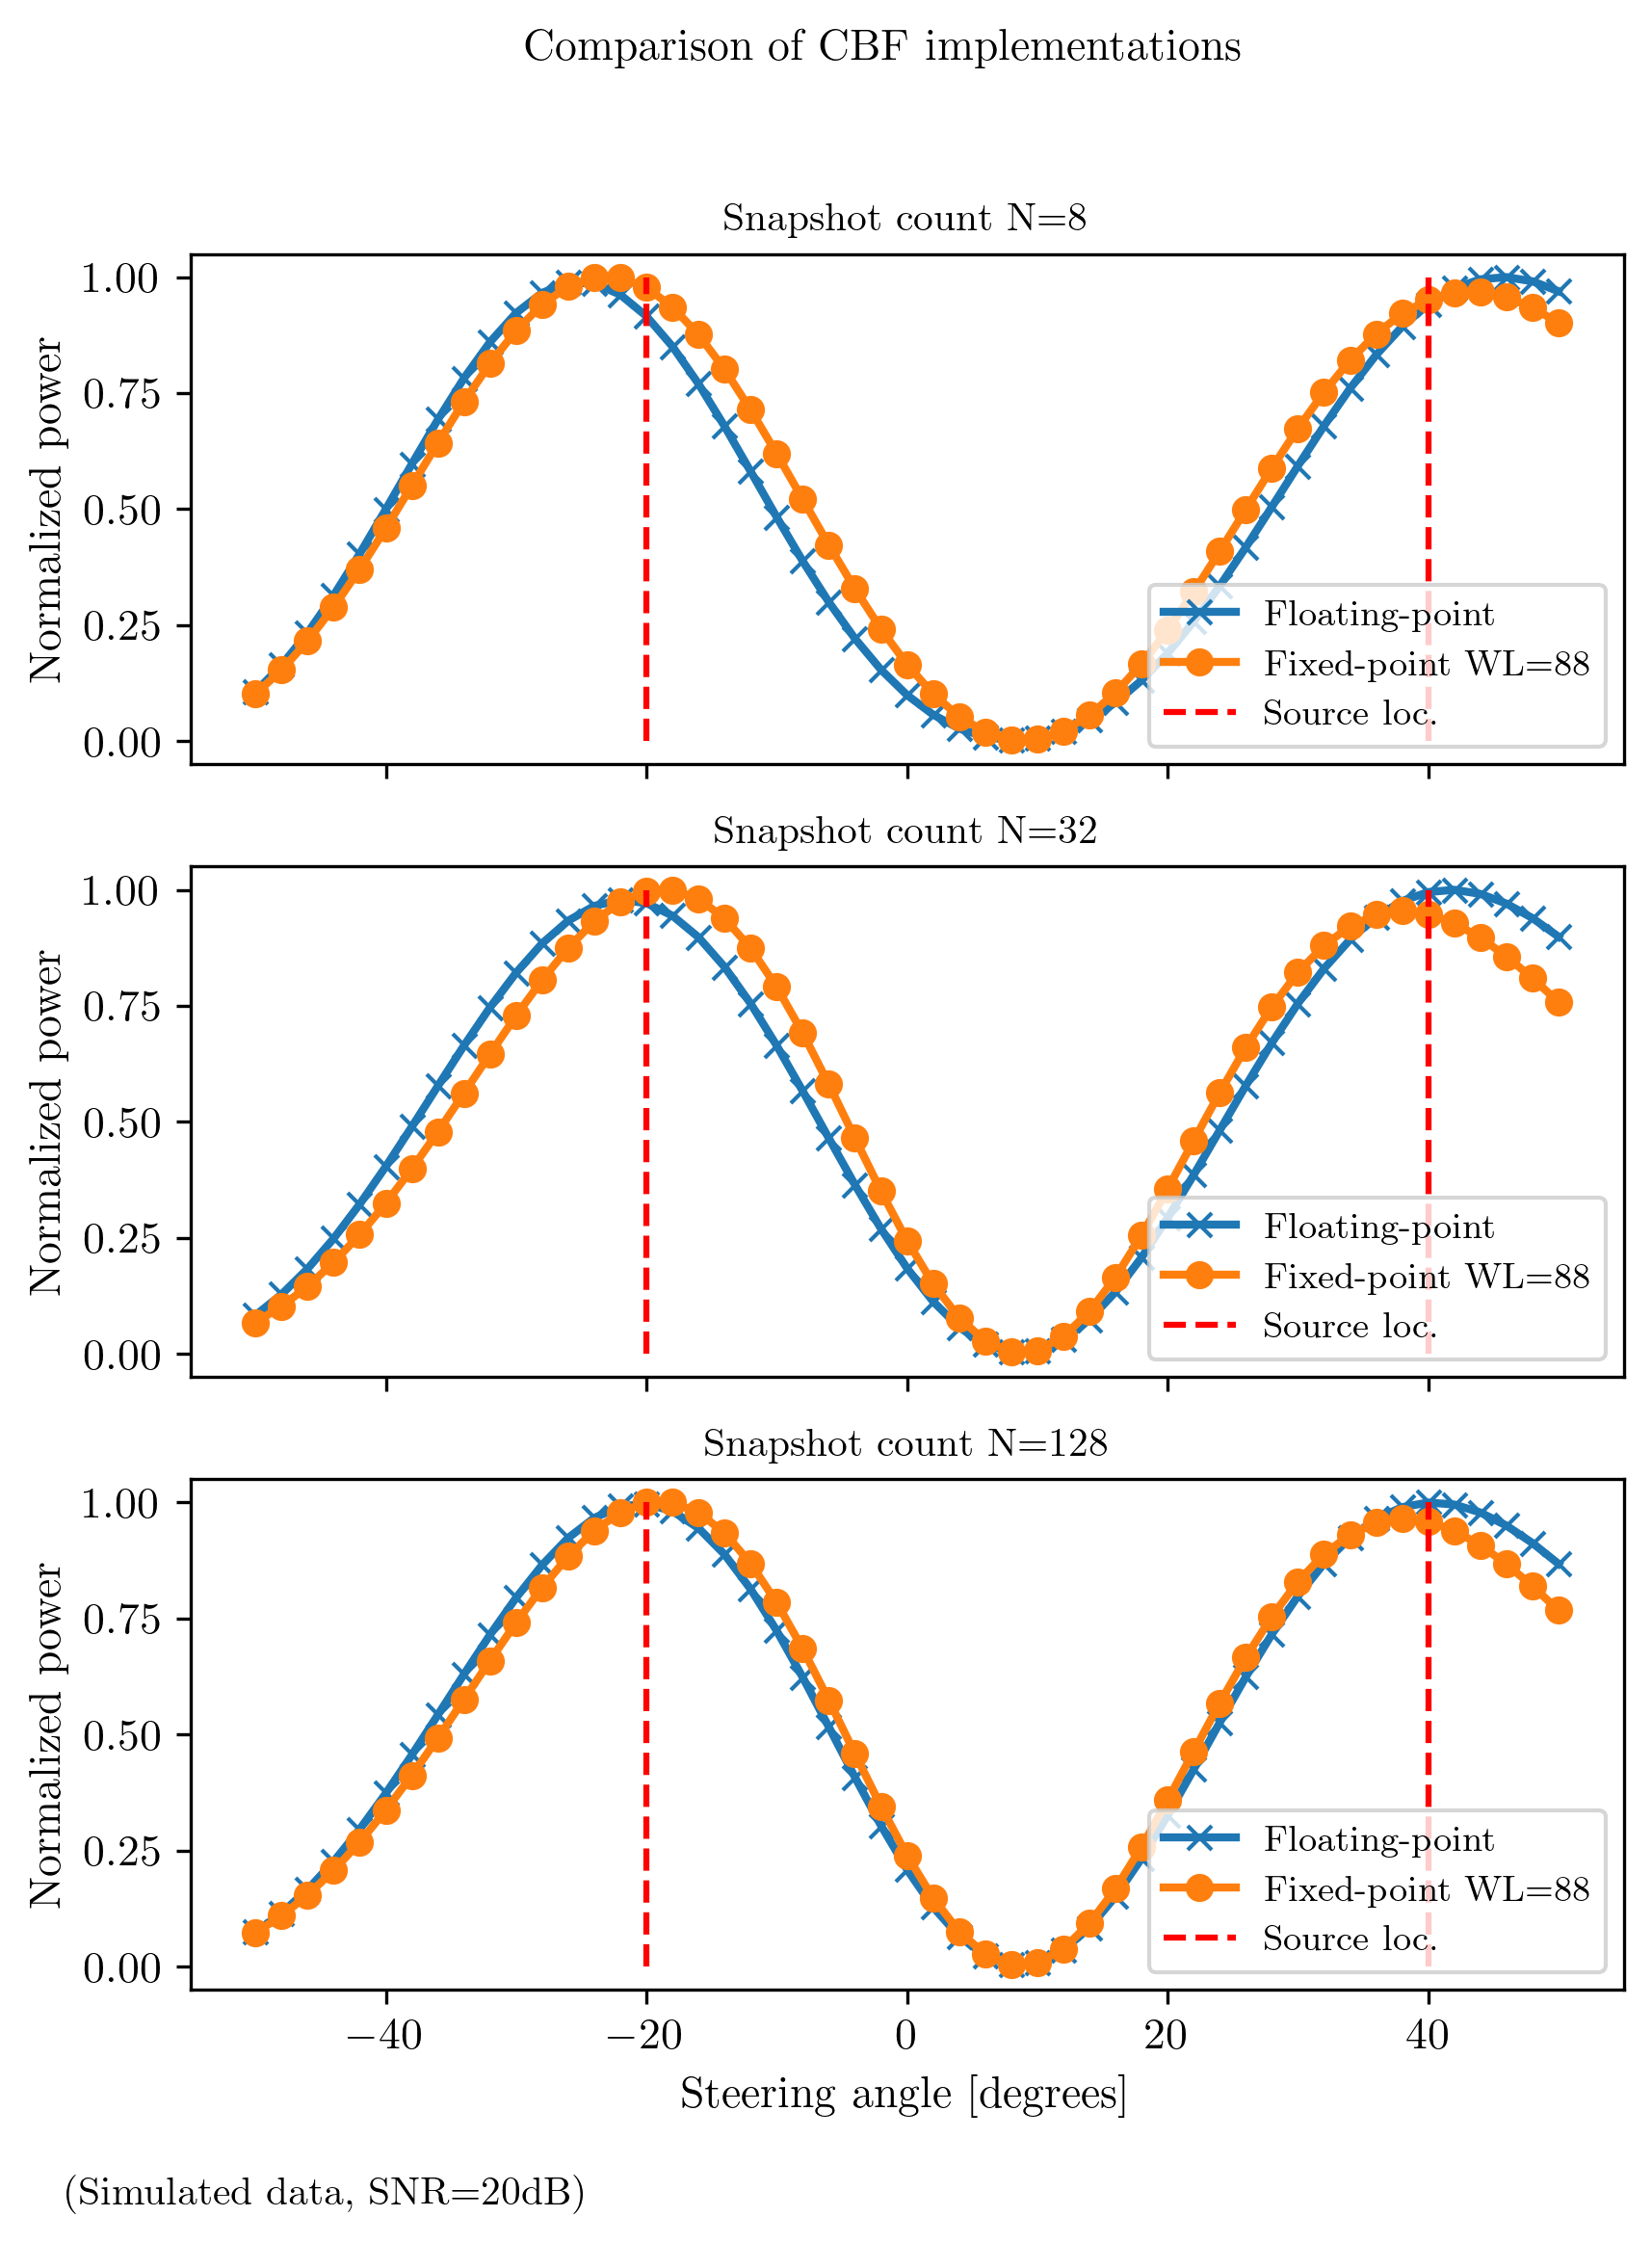 Comparison of CBF implementations
Snapshot count N=8
Normalized power
1.00
0.75
0.50
0.25
0.00
Floating-point
Fixed-point WL=88
Source loc.
Snapshot count N=32
Normalized power
1.00
0.75
0.50
0.25
0.00
Floating-point
Fixed-point WL=88
Source loc.
Snapshot count N=128
Normalized power
1.00
0.75
0.50
0.25
0.00
Floating-point
Fixed-point WL=88
Source loc.
−40 −20 0 20 40
Steering angle [degrees]
(Simulated data, SNR=20dB)